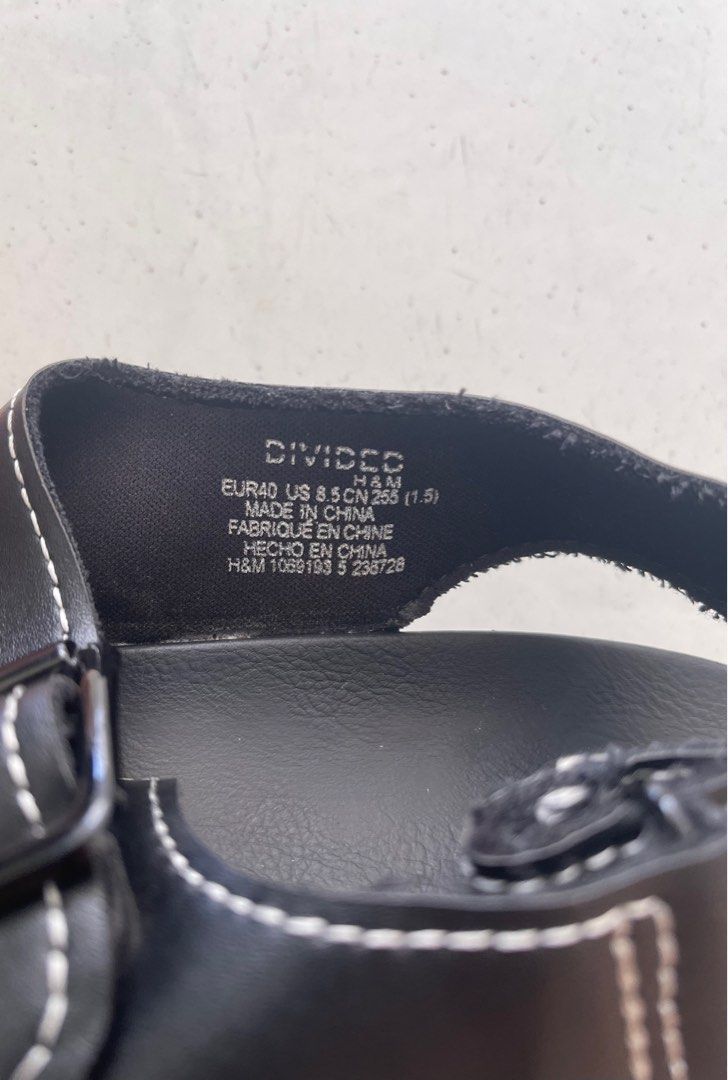 DIVIDED
H&M
EUR40 US 8.5 CN 255 (1.5)
MADE IN CHINA
FABRIQUÉ EN CHINE
HECHO EN CHINA
H&M 1069193 5 236728